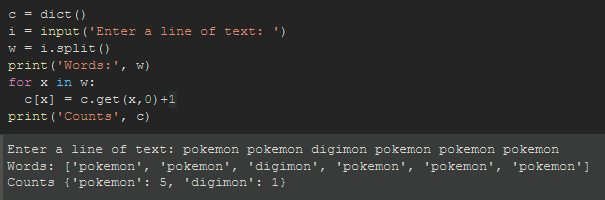 c = dict()
i = input('Enter a line of text: ')
w = i.split()
print('Words:', w)
for x in w:
  c[x] = c.get(x,0)+1
print('Counts', c)
Enter a line of text: pokemon pokemon digimon pokemon pokemon pokemon
Words: ['pokemon', 'pokemon', 'digimon', 'pokemon', 'pokemon', 'pokemon']
Counts {'pokemon': 5, 'digimon': 1}